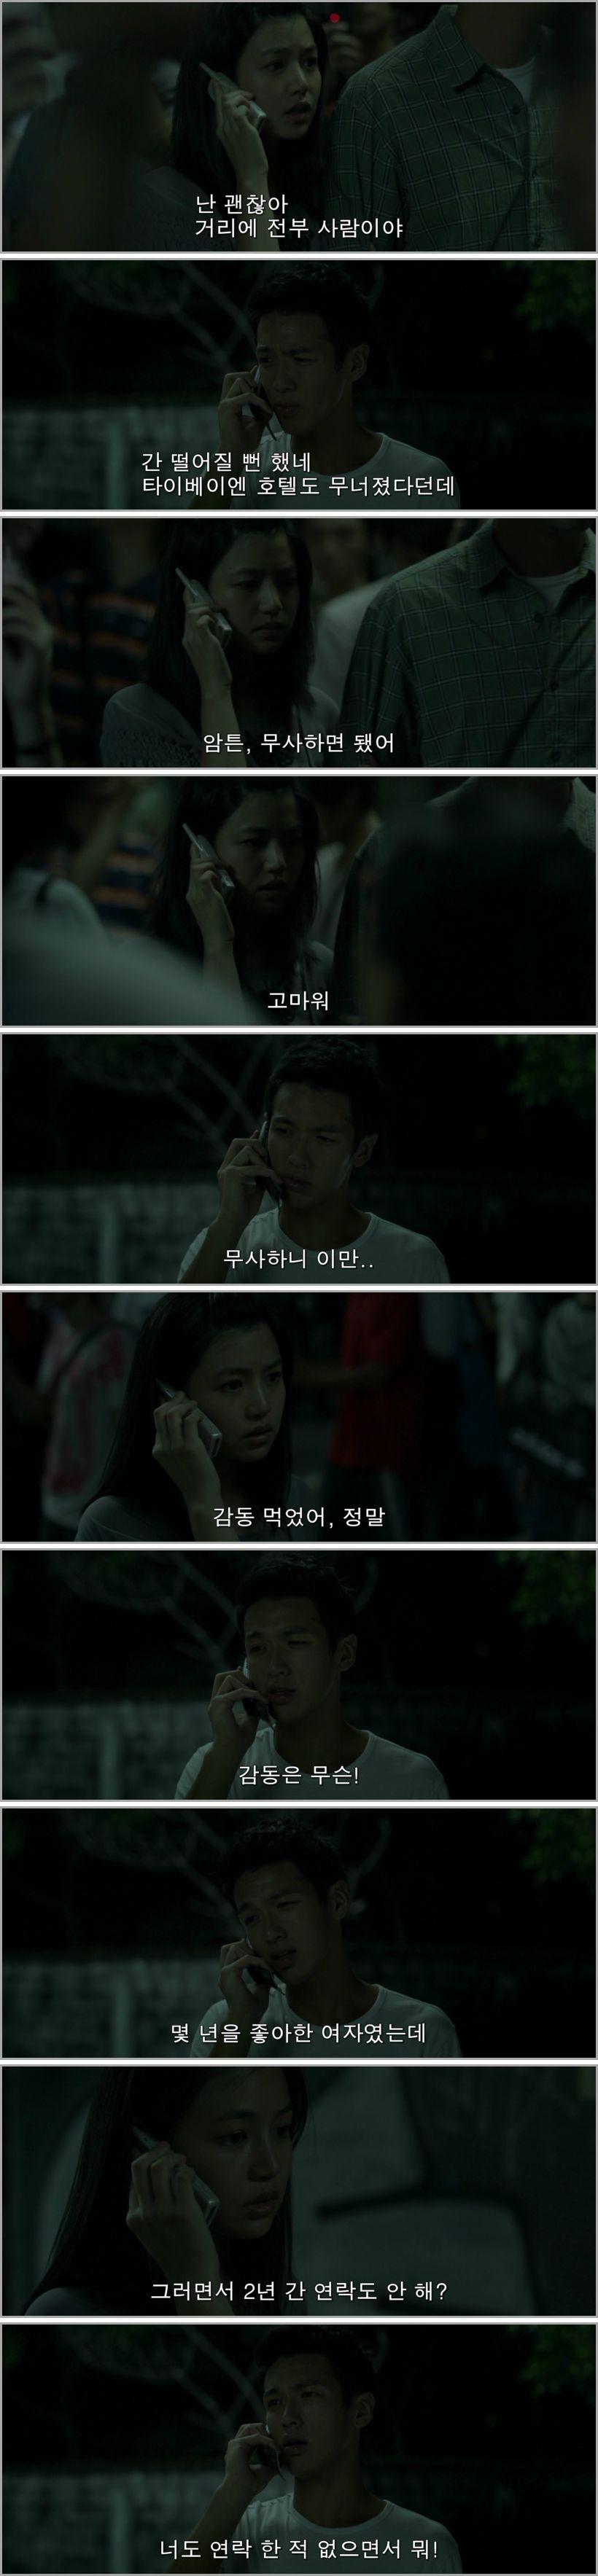 난 괜찮아
거리에 전부 사람이야
간 떨어질 뻔 했네
타이베이엔 호텔도 무너졌다던데
암튼, 무사하면 됐어
고마워
무사하니 이만..
감동 먹었어, 정말
감동은 무슨!
몇 년을 좋아한 여자였는데
그러면서 2년 간 연락도 안 해?
너도 연락 한 적 없으면서 뭐!